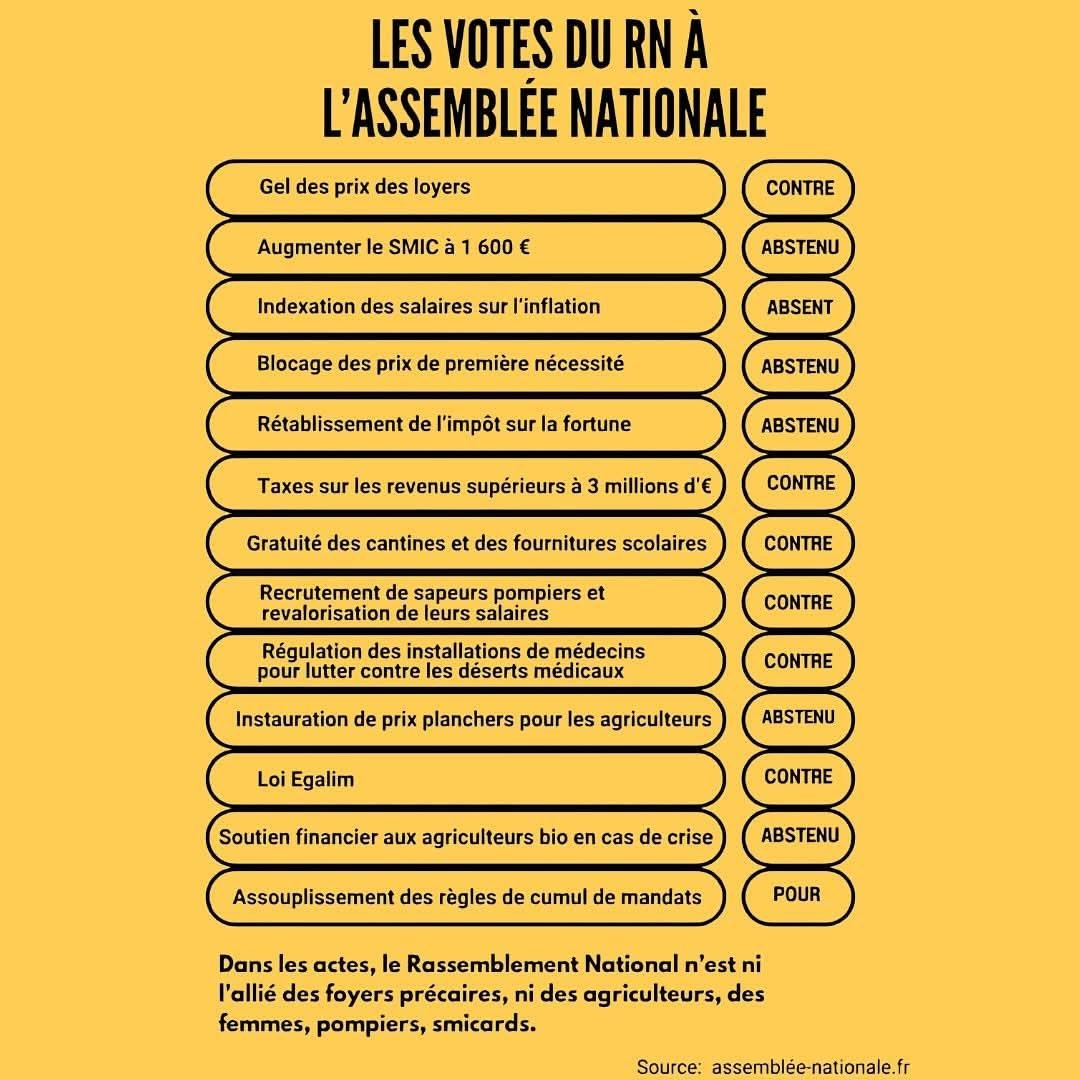 LES VOTES DU RN À
L'ASSEMBLÉE NATIONALE
Gel des prix des loyers CONTRE
Augmenter le SMIC à 1 600 € ABSTENU
Indexation des salaires sur l'inflation ABSENT
Blocage des prix de première nécessité ABSTENU
Rétablissement de l'impôt sur la fortune ABSTENU
Taxes sur les revenus supérieurs à 3 millions d'€ CONTRE
Gratuité des cantines et des fournitures scolaires CONTRE
Recrutement de sapeurs pompiers et
revalorisation de leurs salaires CONTRE
Régulation des installations de médecins
pour lutter contre les déserts médicaux CONTRE
Instauration de prix planchers pour les agriculteurs ABSTENU
Loi Egalim CONTRE
Soutien financier aux agriculteurs bio en cas de crise ABSTENU
Assouplissement des règles de cumul de mandats POUR
Dans les actes, le Rassemblement National n'est ni
l'allié des foyers précaires, ni des agriculteurs, des
femmes, pompiers, smicards.
Source: assemblée-nationale.fr